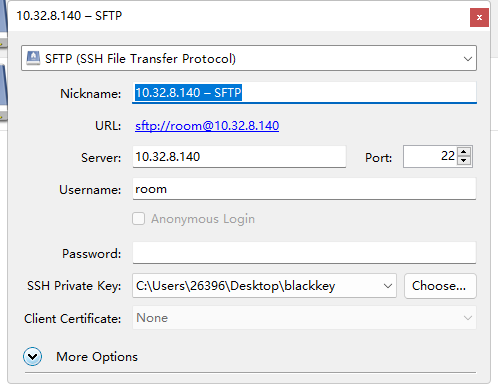 10.32.8.140 – SFTP
x
SFTP (SSH File Transfer Protocol)
Nickname: 10.32.8.140 – SFTP
URL: sftp://room@10.32.8.140
Server: 10.32.8.140 Port: 22
Username: room
Anonymous Login
Password:
SSH Private Key: C:\Users\26396\Desktop\blackkey Choose...
Client Certificate: None
More Options